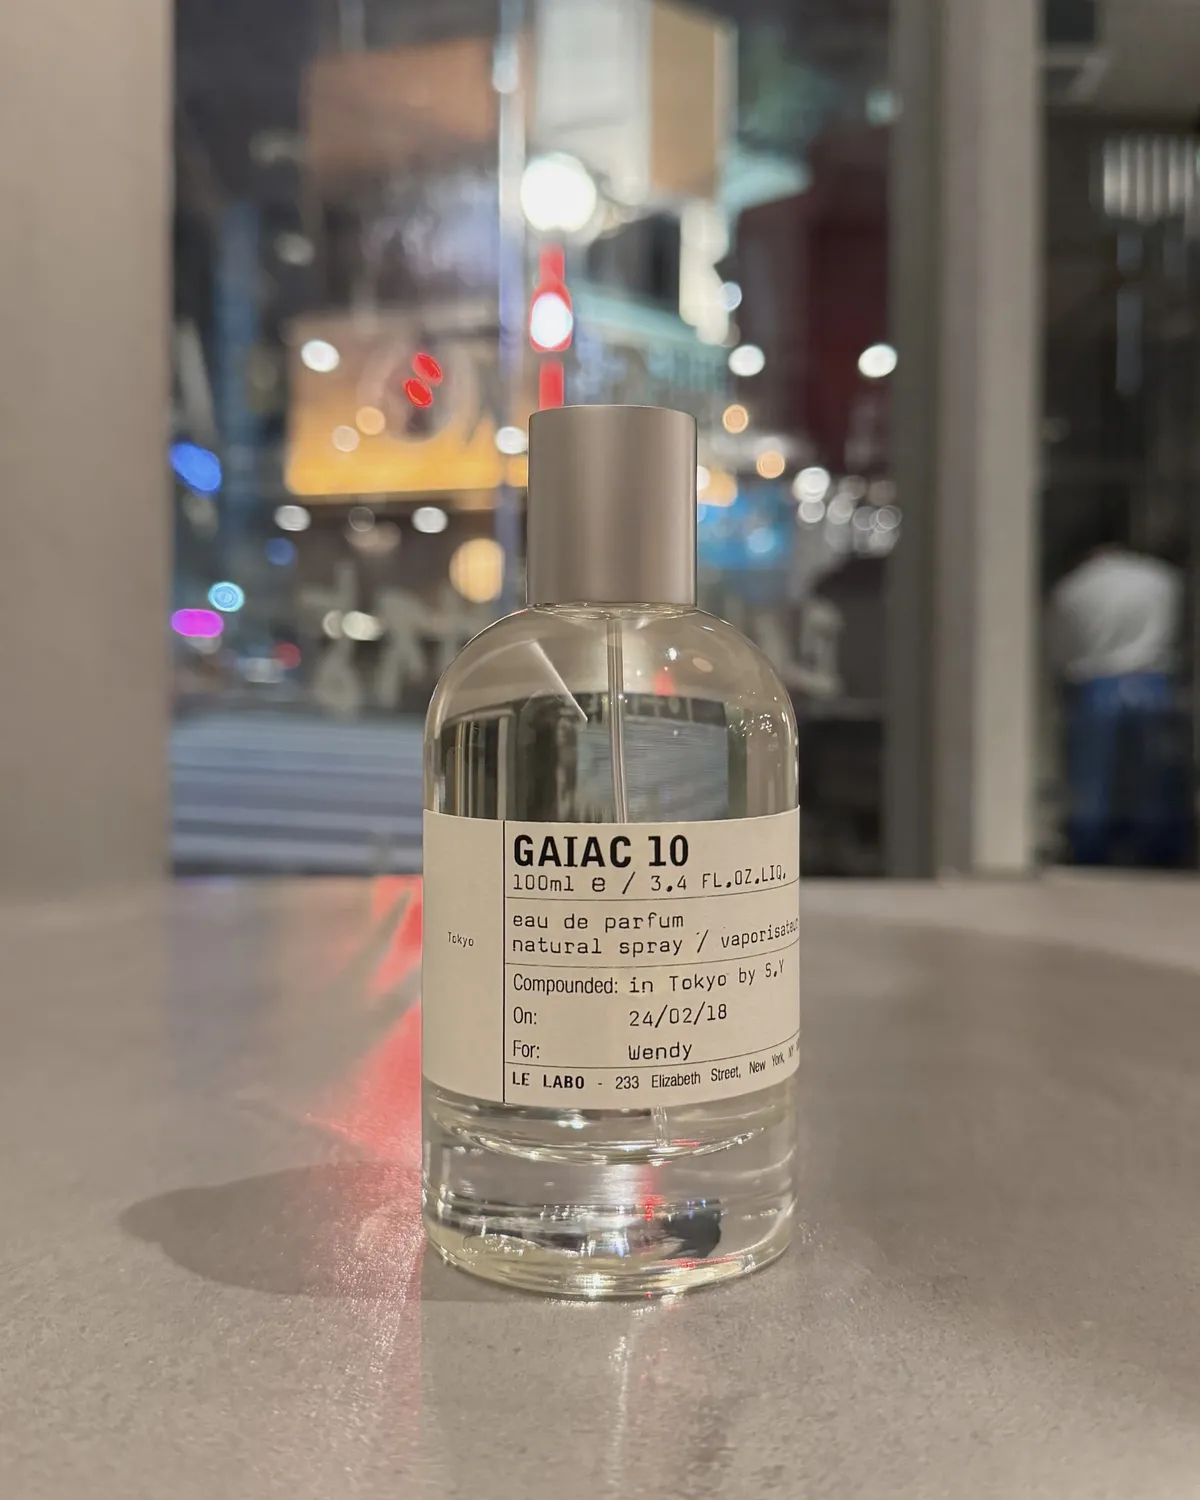 GAIAC 10
100ml e / 3.4 FL.OZ.LIQ.
eau de parfum
natural spray / vaporisateur
Tokyo
Compounded: in Tokyo by S.Y
On: 24/02/18
For: Wendy
LE LABO - 233 Elizabeth Street, New York, NY